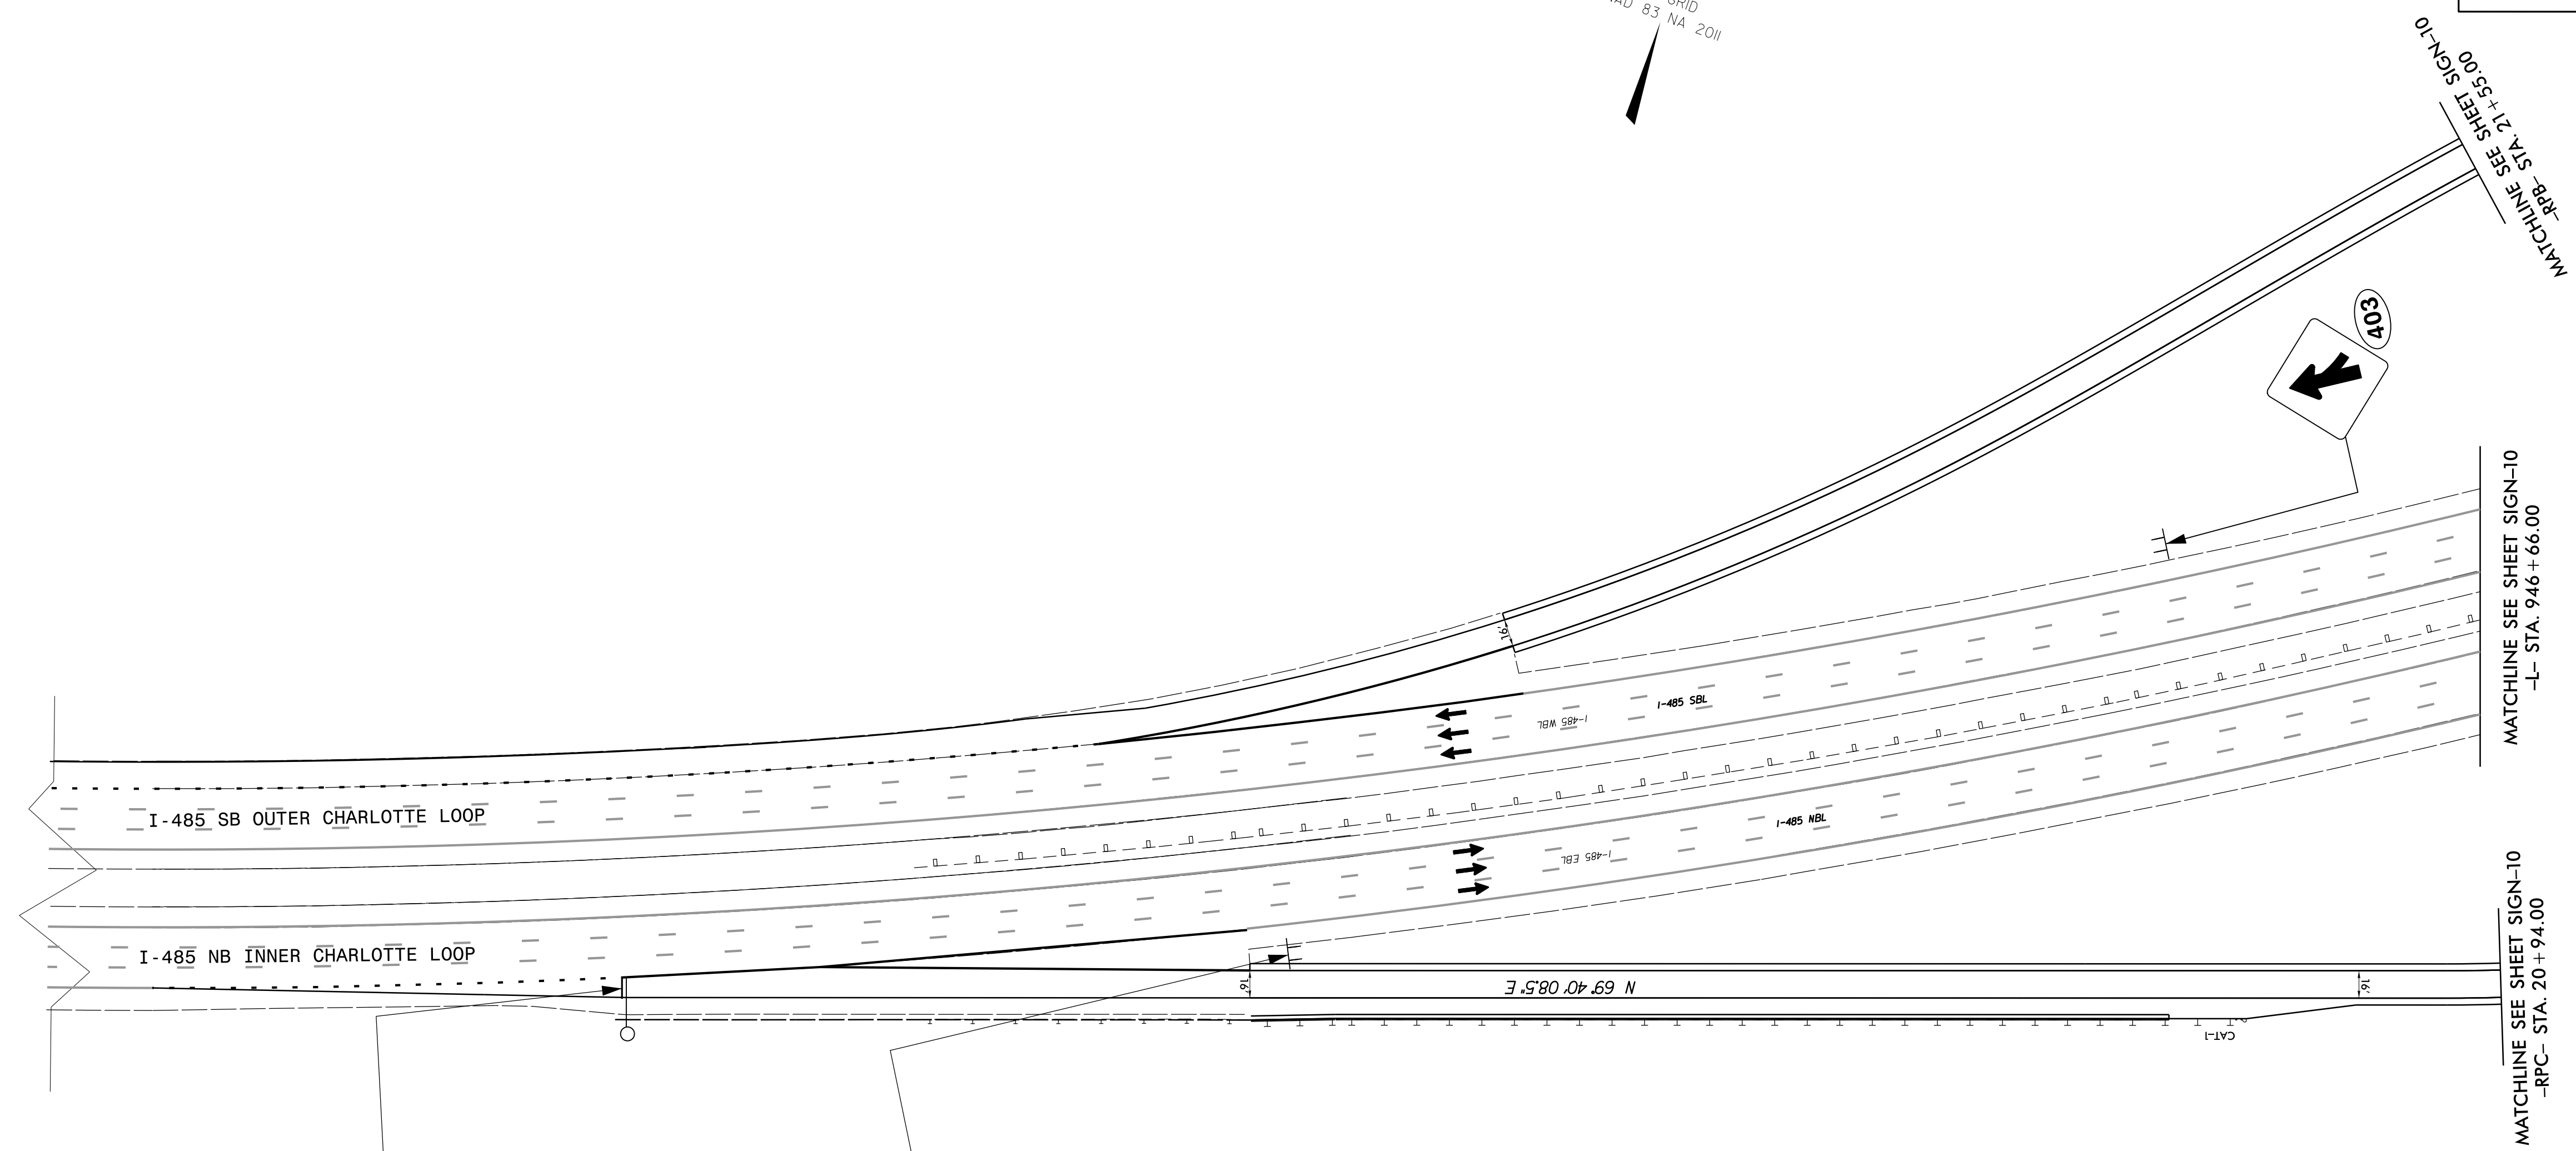 GRID
NAD 83 NA 2011
MATCHLINE SEE SHEET SIGN-10
-RPB- STA. 21+55.00
403
MATCHLINE SEE SHEET SIGN-10
-L- STA. 946+66.00
16'
I-485 SBL
I-485 WBL
I-485 SB OUTER CHARLOTTE LOOP
I-485 NBL
I-485 EBL
I-485 NB INNER CHARLOTTE LOOP
16'
N 69° 40' 08.5" E
16'
CAT-1
MATCHLINE SEE SHEET SIGN-10
-RPC- STA. 20+94.00